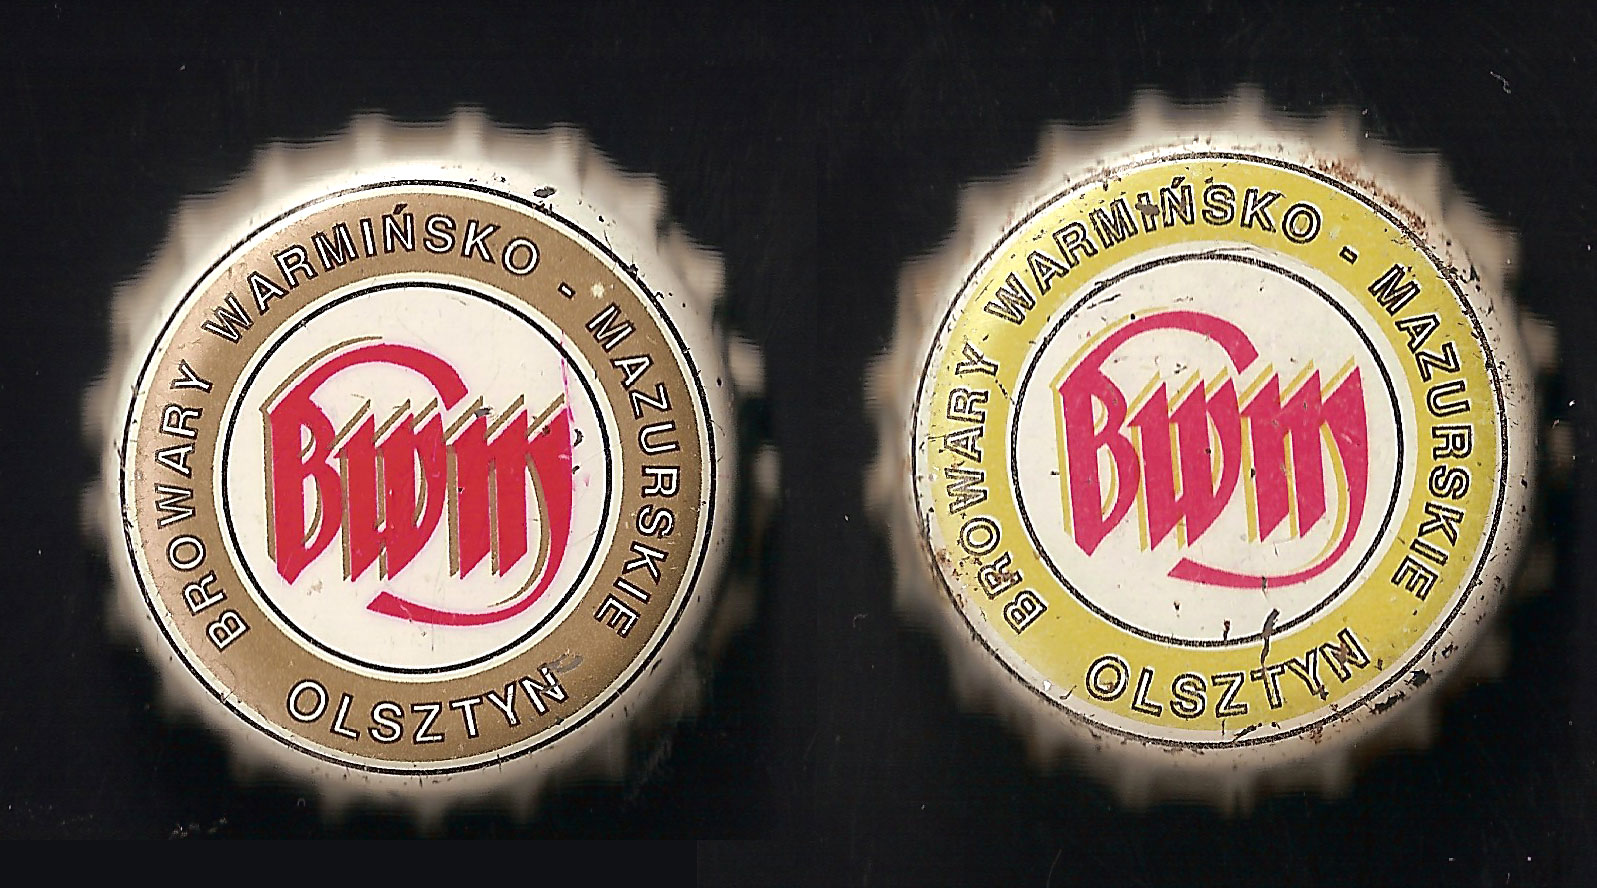 BROWARY WARMIŃSKO - MAZURSKIE
BWM
OLSZTYN
BROWARY WARMIŃSKO - MAZURSKIE
BWM
OLSZTYN